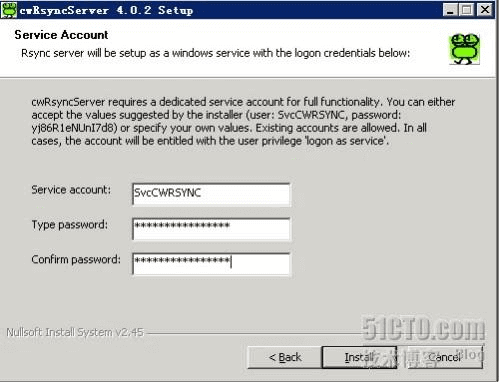 cwRsyncServer 4.0.2 Setup
Service Account
Rsync server will be setup as a windows service with the logon credentials below:
cwRsyncServer requires a dedicated service account for full functionality. You can either
accept the values suggested by the installer (user: SvcCWRSYNC, password:
yj86R1eNUnI7d8) or specify your own values. Existing accounts are allowed. In all
cases, the account will be entitled with the user privilege 'logon as service'.
Service account:
SvcCWRSYNC
Type password:
****************
Confirm password:
****************
Nullsoft Install System v2.45
< Back
Install
Cancel
51CTO.com
技术博客 Blog